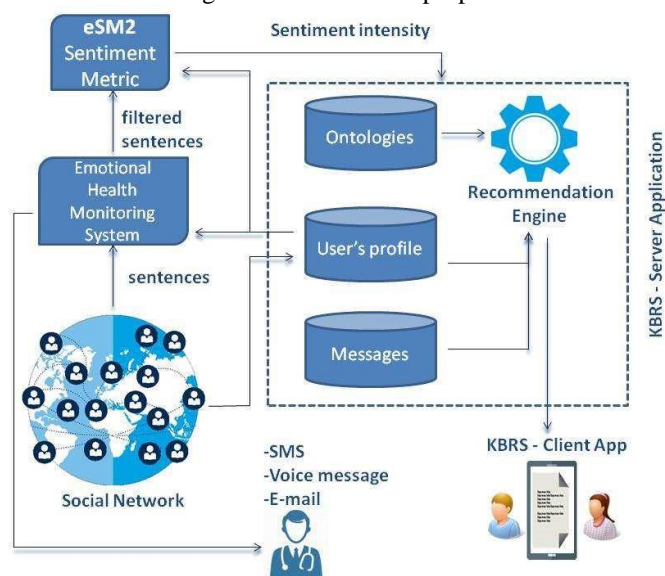 eSM2
Sentiment
Metric
Sentiment intensity
filtered
sentences
Emotional
Health
Monitoring
System
sentences
Social Network
Ontologies
User's profile
Messages
Recommendation
Engine
KBRS - Server Application
KBRS - Client App
-SMS
-Voice message
-E-mail